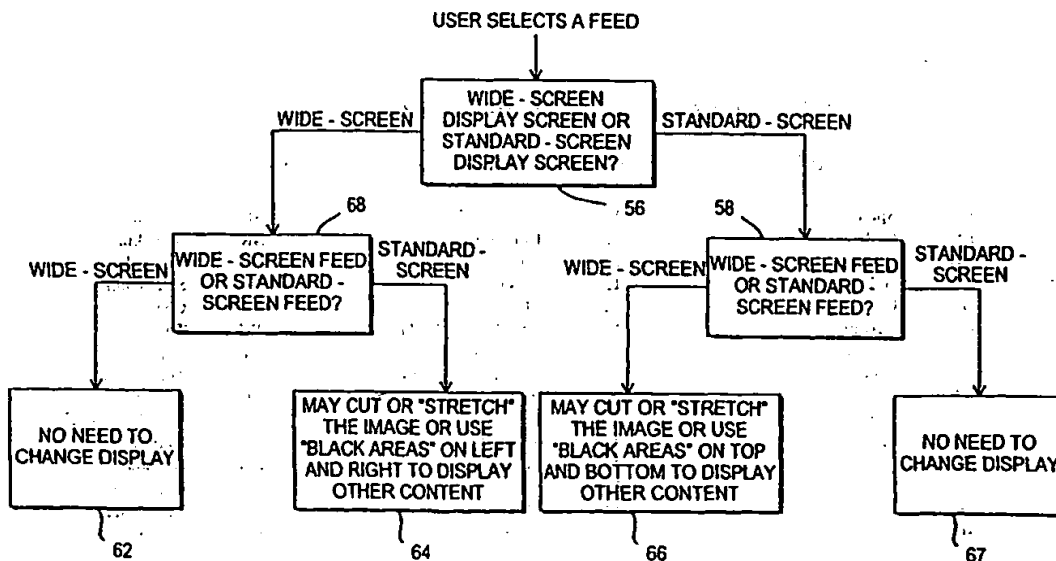 USER SELECTS A FEED
WIDE - SCREEN
DISPLAY SCREEN OR
STANDARD - SCREEN
DISPLAY SCREEN?
WIDE - SCREEN
STANDARD - SCREEN
56
68
58
WIDE - SCREEN FEED
OR STANDARD -
SCREEN FEED?
WIDE - SCREEN
STANDARD -
SCREEN
WIDE - SCREEN FEED
OR STANDARD -
SCREEN FEED?
WIDE - SCREEN
STANDARD -
SCREEN
NO NEED TO
CHANGE DISPLAY
MAY CUT OR "STRETCH"
THE IMAGE OR USE
"BLACK AREAS" ON LEFT
AND RIGHT TO DISPLAY
OTHER CONTENT
MAY CUT OR "STRETCH"
THE IMAGE OR USE
"BLACK AREAS" ON TOP
AND BOTTOM TO DISPLAY
OTHER CONTENT
NO NEED TO
CHANGE DISPLAY
62
64
66
67